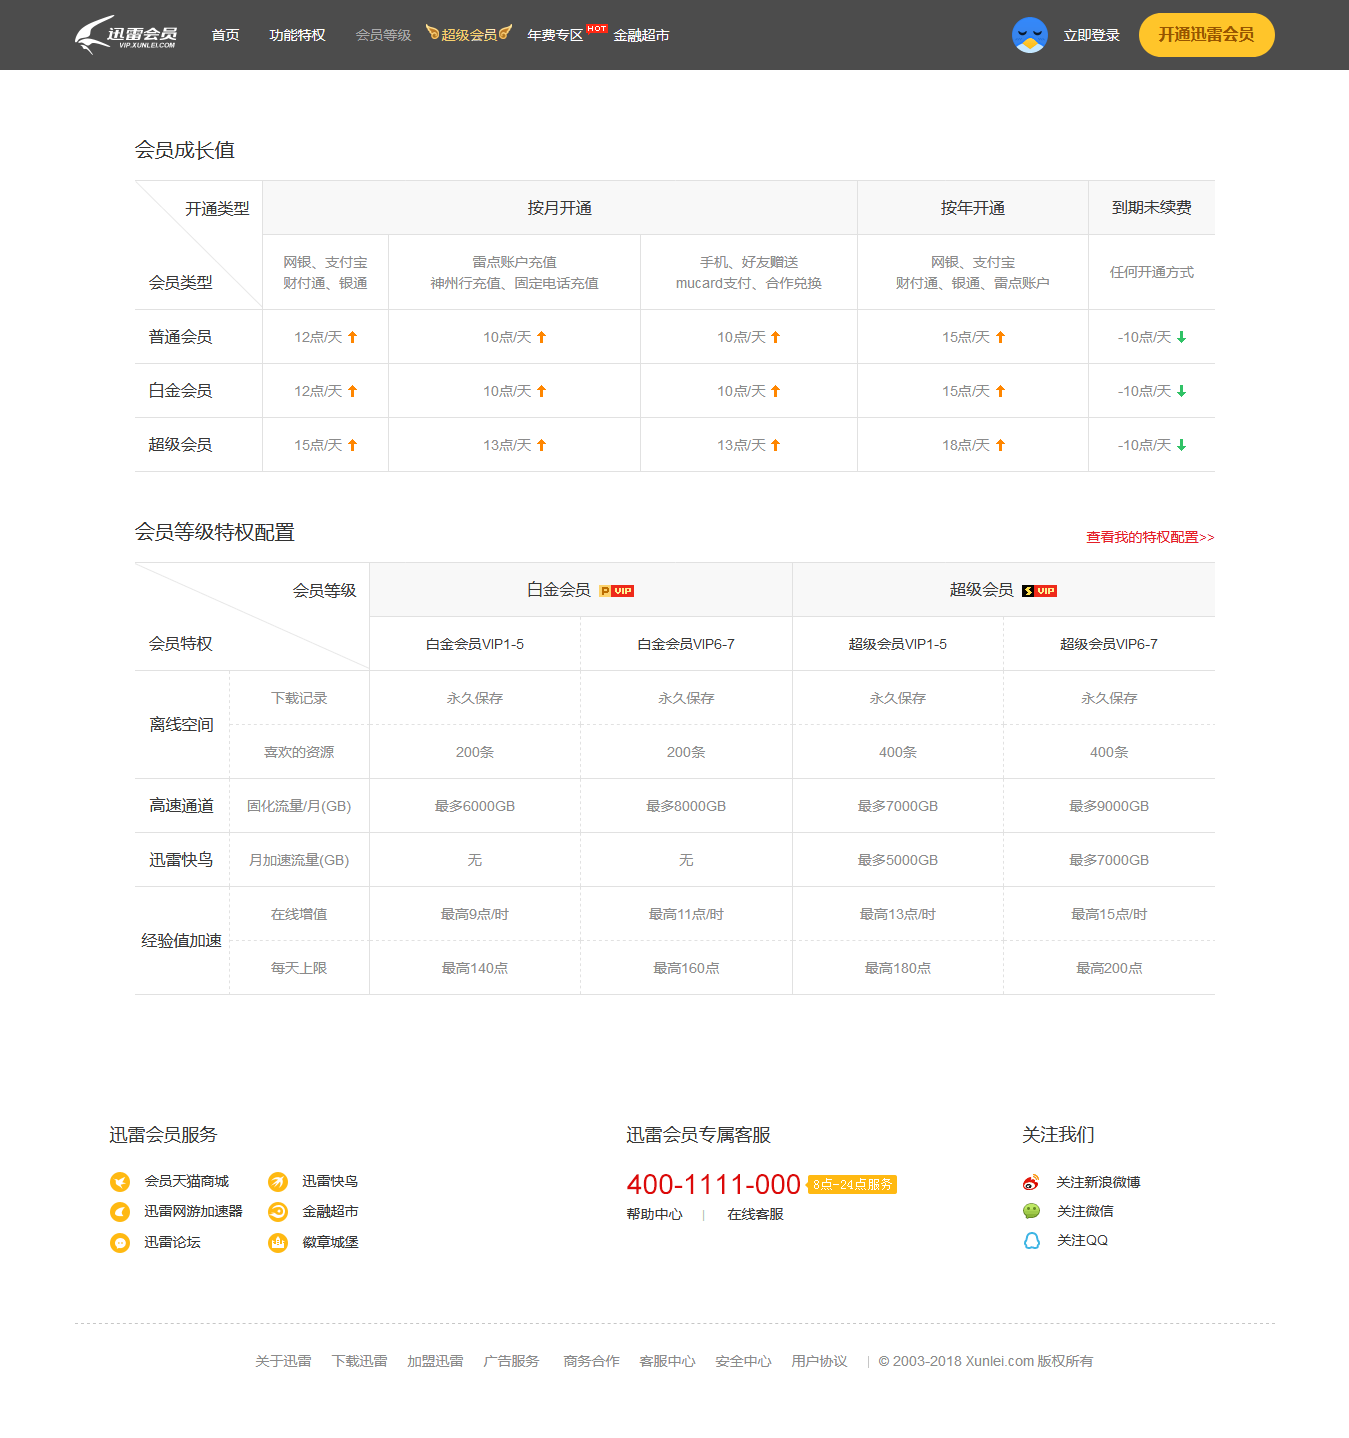 迅雷会员
VIP.XUNLEI.COM
首页 功能特权 会员等级 超级会员 年费专区 HOT 金融超市 立即登录 开通迅雷会员
会员成长值
开通类型 按月开通 按年开通 到期未续费
会员类型
网银、支付宝
财付通、银通
雷点账户充值
神州行充值、固定电话充值
手机、好友赠送
mucard支付、合作兑换
网银、支付宝
财付通、银通、雷点账户
任何开通方式
普通会员 12点/天 10点/天 10点/天 15点/天 -10点/天
白金会员 12点/天 10点/天 10点/天 15点/天 -10点/天
超级会员 15点/天 13点/天 13点/天 18点/天 -10点/天
会员等级特权配置 查看我的特权配置>>
会员等级 白金会员 P VIP 超级会员 S VIP
会员特权 白金会员VIP1-5 白金会员VIP6-7 超级会员VIP1-5 超级会员VIP6-7
离线空间
下载记录 永久保存 永久保存 永久保存 永久保存
喜欢的资源 200条 200条 400条 400条
高速通道 固化流量/月(GB) 最多6000GB 最多8000GB 最多7000GB 最多9000GB
迅雷快鸟 月加速流量(GB) 无 无 最多5000GB 最多7000GB
经验值加速
在线增值 最高9点/时 最高11点/时 最高13点/时 最高15点/时
每天上限 最高140点 最高160点 最高180点 最高200点
迅雷会员服务
会员天猫商城 迅雷快鸟
迅雷网游加速器 金融超市
迅雷论坛 徽章城堡
迅雷会员专属客服
400-1111-000 8点-24点服务
帮助中心 | 在线客服
关注我们
关注新浪微博
关注微信
关注QQ
关于迅雷 下载迅雷 加盟迅雷 广告服务 商务合作 客服中心 安全中心 用户协议 | © 2003-2018 Xunlei.com 版权所有